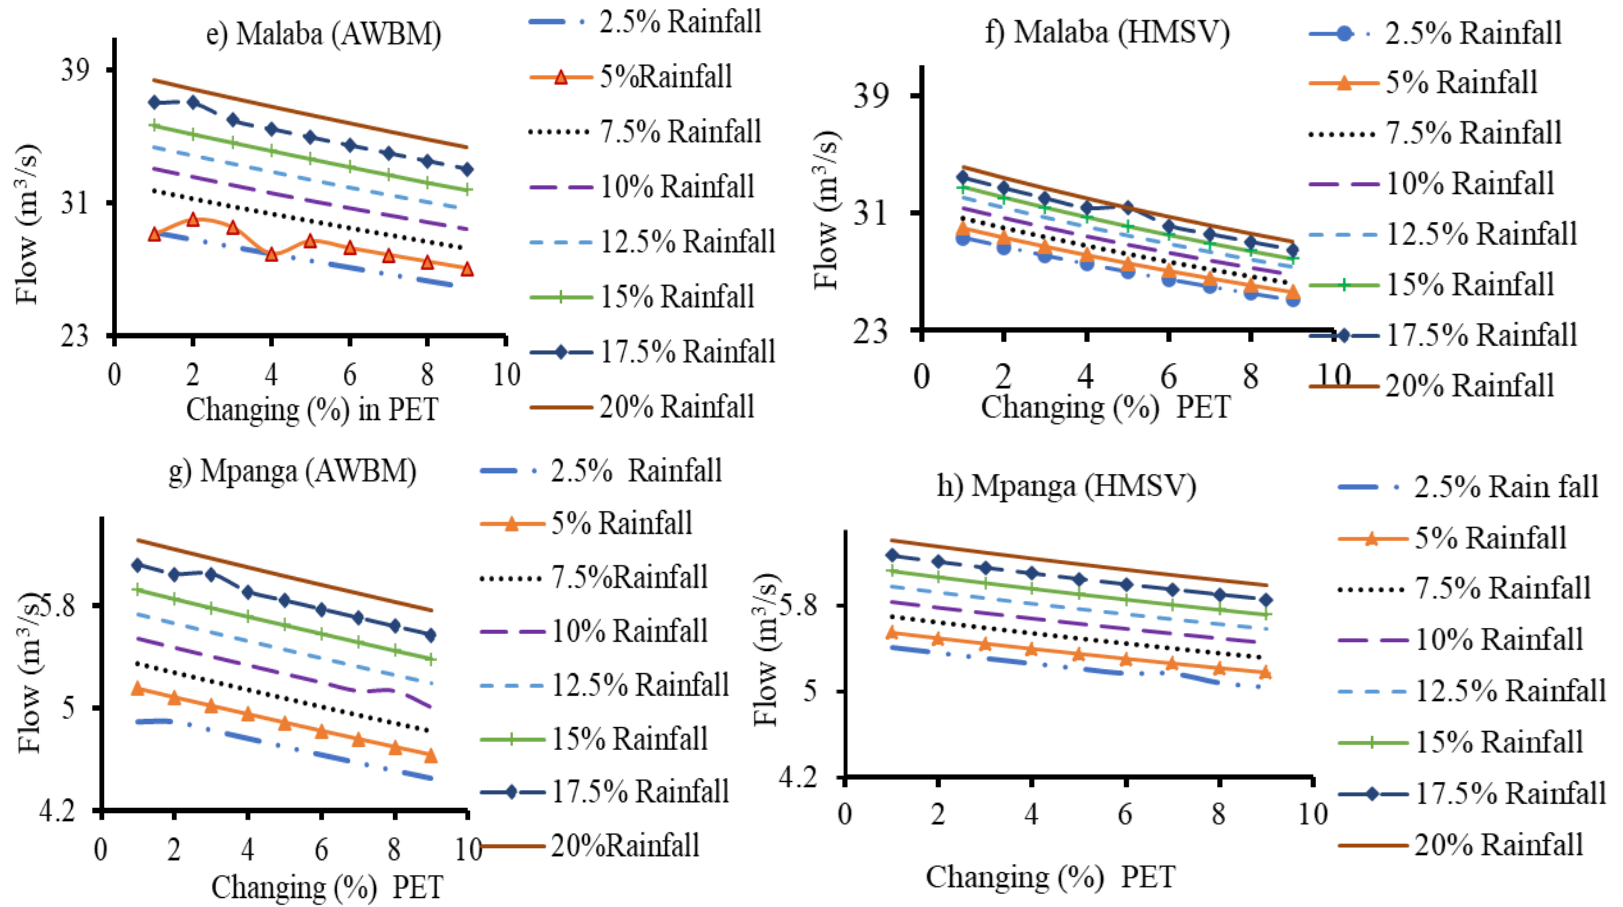 e) Malaba (AWBM)
Flow (m³/s)
39
31
23
0 2 4 6 8 10
Changing (%) in PET
2.5% Rainfall
5%Rainfall
7.5% Rainfall
10% Rainfall
12.5% Rainfall
15% Rainfall
17.5% Rainfall
20% Rainfall
f) Malaba (HMSV)
Flow (m³/s)
39
31
23
0 2 4 6 8 10
Changing (%) PET
2.5% Rainfall
5% Rainfall
7.5% Rainfall
10% Rainfall
12.5% Rainfall
15% Rainfall
17.5% Rainfall
20% Rainfall
g) Mpanga (AWBM)
Flow (m³/s)
5.8
5
4.2
0 2 4 6 8 10
Changing (%) PET
2.5% Rainfall
5% Rainfall
7.5%Rainfall
10% Rainfall
12.5% Rainfall
15% Rainfall
17.5% Rainfall
20%Rainfall
h) Mpanga (HMSV)
Flow (m³/s)
5.8
5
4.2
0 2 4 6 8 10
Changing (%) PET
2.5% Rain fall
5% Rainfall
7.5% Rainfall
10% Rainfall
12.5% Rainfall
15% Rainfall
17.5% Rainfall
20% Rainfall